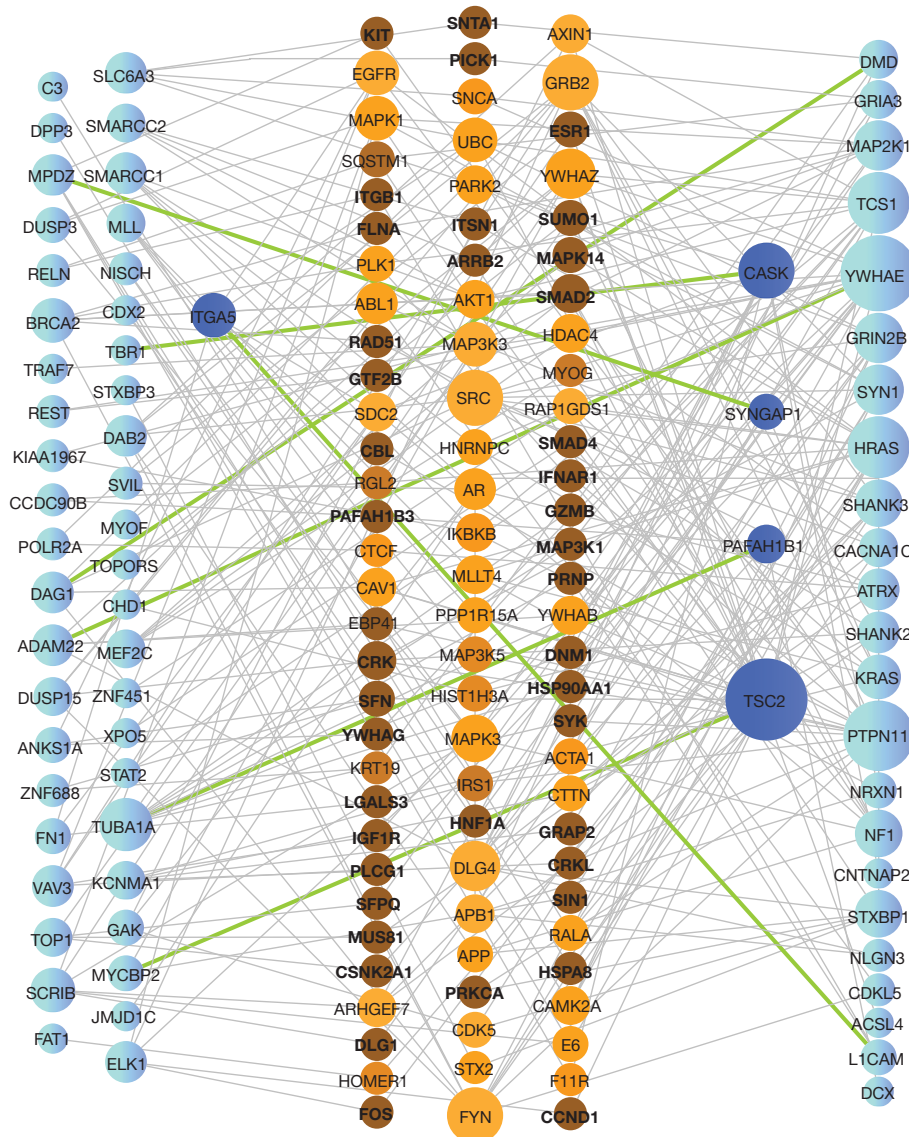 C3
DPP3
MPDZ
DUSP3
RELN
BRCA2
TRAF7
REST
KIAA1967
CCDC90B
POLR2A
DAG1
ADAM22
DUSP15
ANKS1A
ZNF688
FN1
VAV3
TOP1
SCRIB
FAT1
SLC6A3
SMARCC2
SMARCC1
MLL
NISCH
CDX2
TBR1
STXBP3
DAB2
SVIL
MYOF
TOPORS
CHD1
MEF2C
ZNF451
XPO5
STAT2
TUBA1A
KCNMA1
GAK
MYCBP2
JMJD1C
ELK1
ITGA5
KIT
EGFR
MAPK1
SQSTM1
ITGB1
FLNA
PLK1
ABL1
RAD51
GTF2B
SDC2
CBL
RGL2
PAFAH1B3
CTCF
CAV1
EBP41
CRK
SFN
YWHAG
KRT19
LGALS3
IGF1R
PLCG1
SFPQ
MUS81
CSNK2A1
ARHGEF7
DLG1
HOMER1
FOS
SNTA1
PICK1
SNCA
UBC
PARK2
ITSN1
ARRB2
AKT1
MAP3K3
SRC
HNRNPC
AR
IKBKB
MLLT4
PPP1R15A
MAP3K5
HIST1H3A
MAPK3
IRS1
HNF1A
DLG4
APB1
APP
PRKCA
CDK5
STX2
FYN
AXIN1
GRB2
ESR1
YWHAZ
SUMO1
MAPK14
SMAD2
HDAC4
MYOG
RAP1GDS1
SMAD4
IFNAR1
GZMB
MAP3K1
PRNP
YWHAB
DNM1
HSP90AA1
SYK
ACTA1
CTTN
GRAP2
CRKL
SIN1
RALA
HSPA8
CAMK2A
E6
F11R
CCND1
CASK
SYNGAP1
PAFAH1B1
TSC2
DMD
GRIA3
MAP2K1
TCS1
YWHAE
GRIN2B
SYN1
HRAS
SHANK3
CACNA1C
ATRX
SHANK2
KRAS
PTPN11
NRXN1
NF1
CNTNAP2
STXBP1
NLGN3
CDKL5
ACSL4
L1CAM
DCX